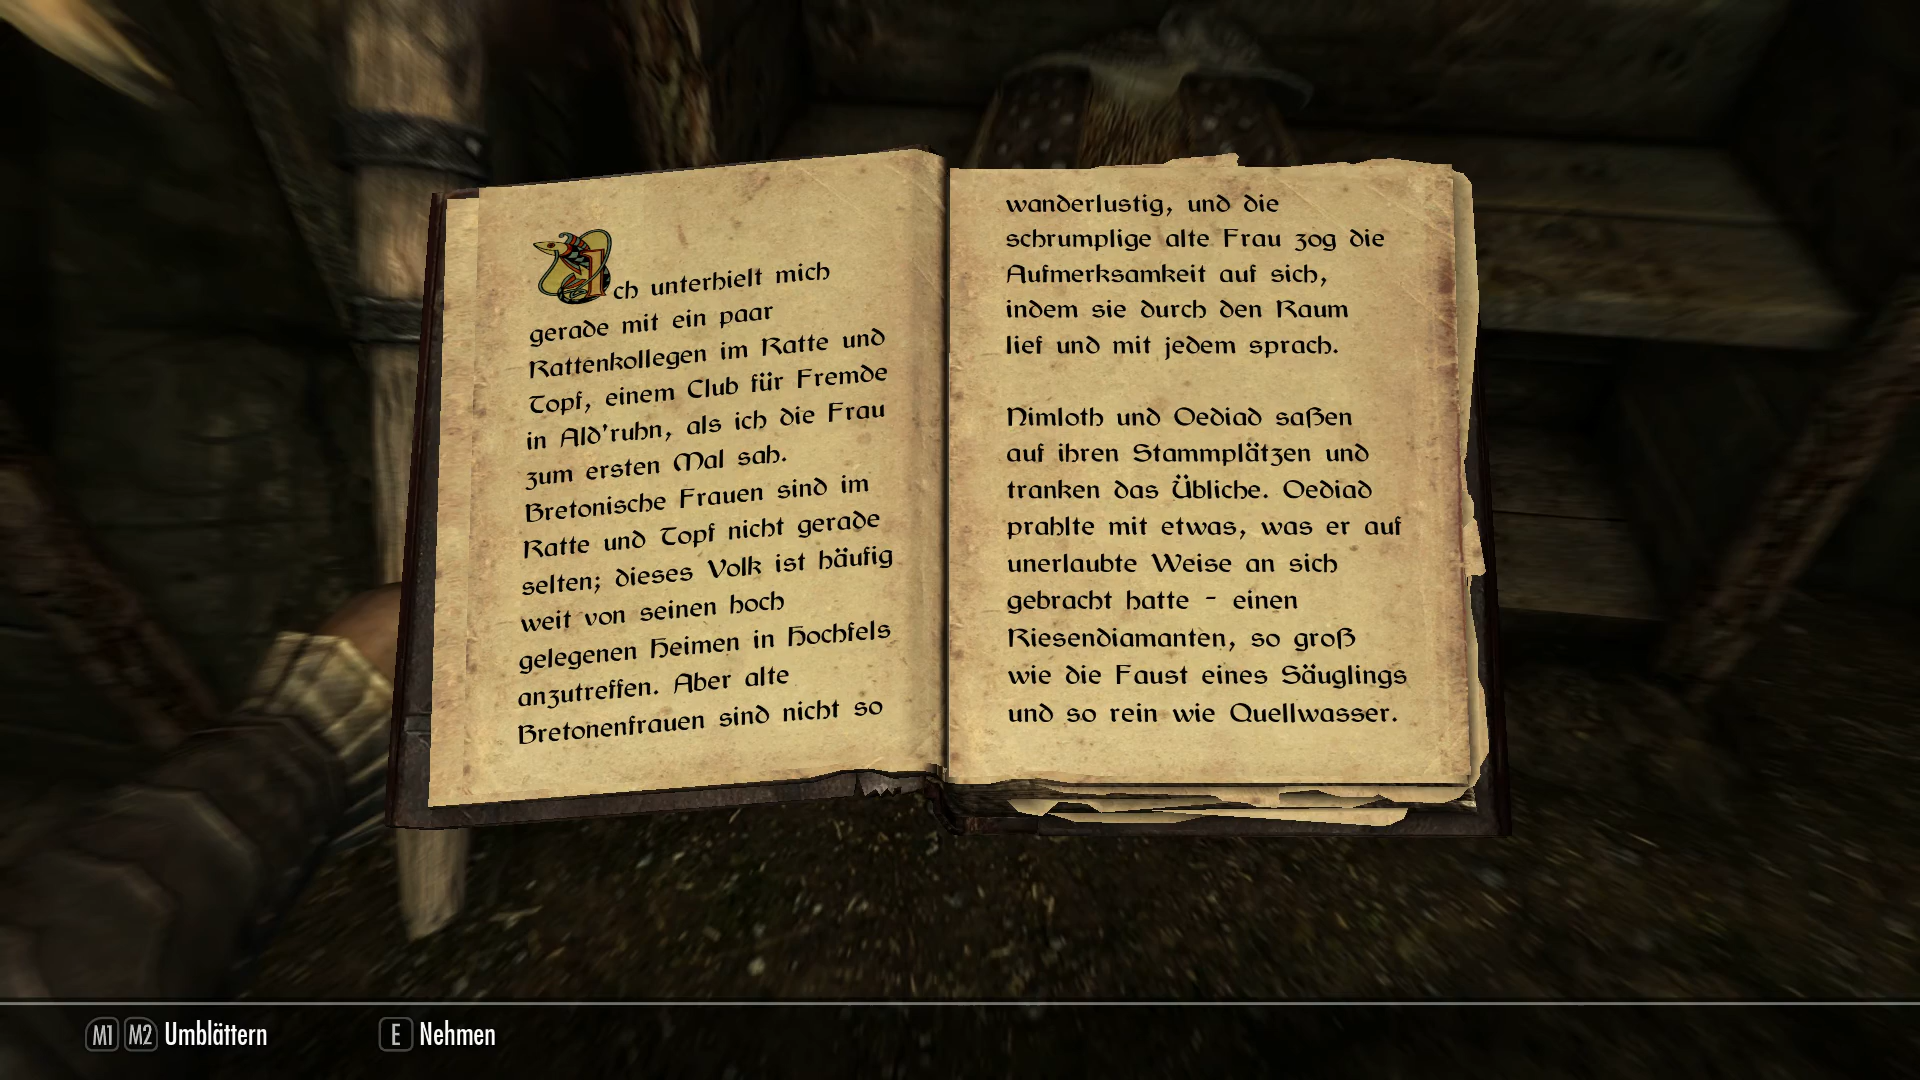 Ich unterhielt mich
gerade mit ein paar
Rattenkollegen im Ratte und
Topf, einem Club für Fremde
in Ald'ruhn, als ich die Frau
zum ersten Mal sah.
Bretonische Frauen sind im
Ratte und Topf nicht gerade
selten; dieses Volk ist häufig
weit von seinen hoch
gelegenen Heimen in Hochfels
anzutreffen. Aber alte
Bretonenfrauen sind nicht so
wanderlustig, und die
schrumplige alte Frau zog die
Aufmerksamkeit auf sich,
indem sie durch den Raum
lief und mit jedem sprach.
Nimloth und Oediad saßen
auf ihren Stammplätzen und
tranken das Übliche. Oediad
prahlte mit etwas, was er auf
unerlaubte Weise an sich
gebracht hatte - einen
Riesendiamanten, so groß
wie die Faust eines Säuglings
und so rein wie Quellwasser.
M1 M2 Umblättern E Nehmen